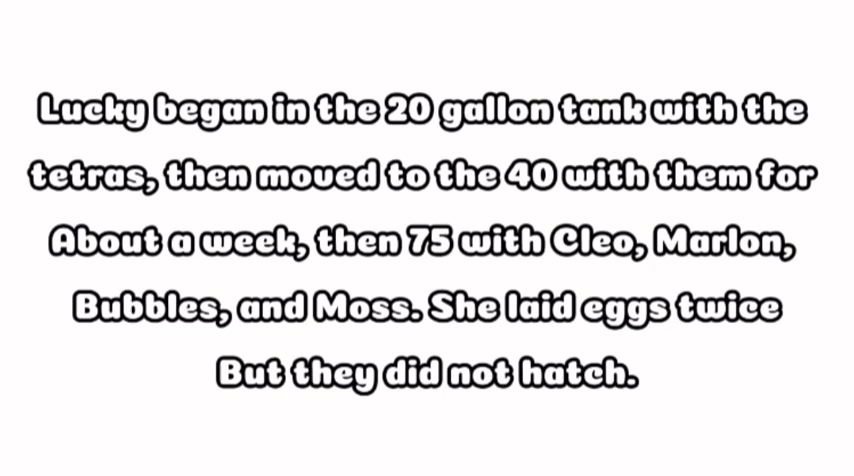 Lucky began in the 20 gallon tank with the
tetras, then moved to the 40 with them for
About a week, then 75 with Cleo, Marlon,
Bubbles, and Moss. She laid eggs twice
But they did not hatch.